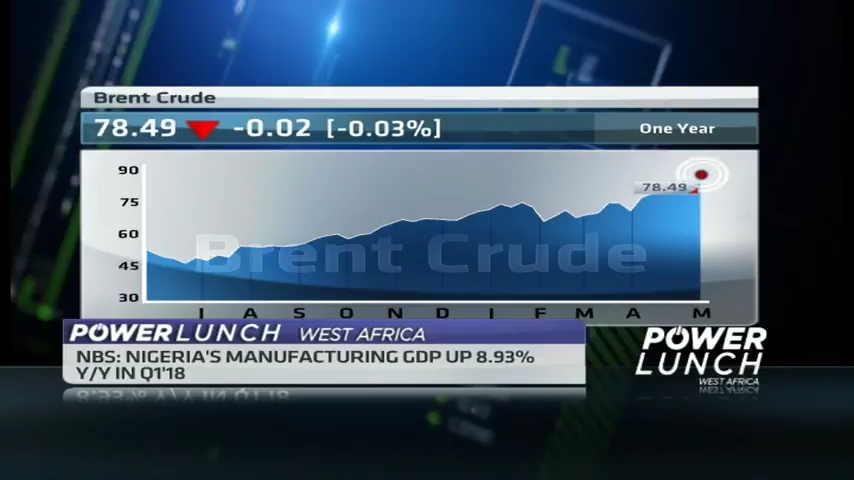 Brent Crude
78.49 -0.02 [-0.03%] One Year
90
75
60
45
30
78.49
Brent Crude
J A S O N D J F M A M
POWER LUNCH WEST AFRICA
NBS: NIGERIA'S MANUFACTURING GDP UP 8.93%
Y/Y IN Q1'18
POWER
LUNCH
WEST AFRICA